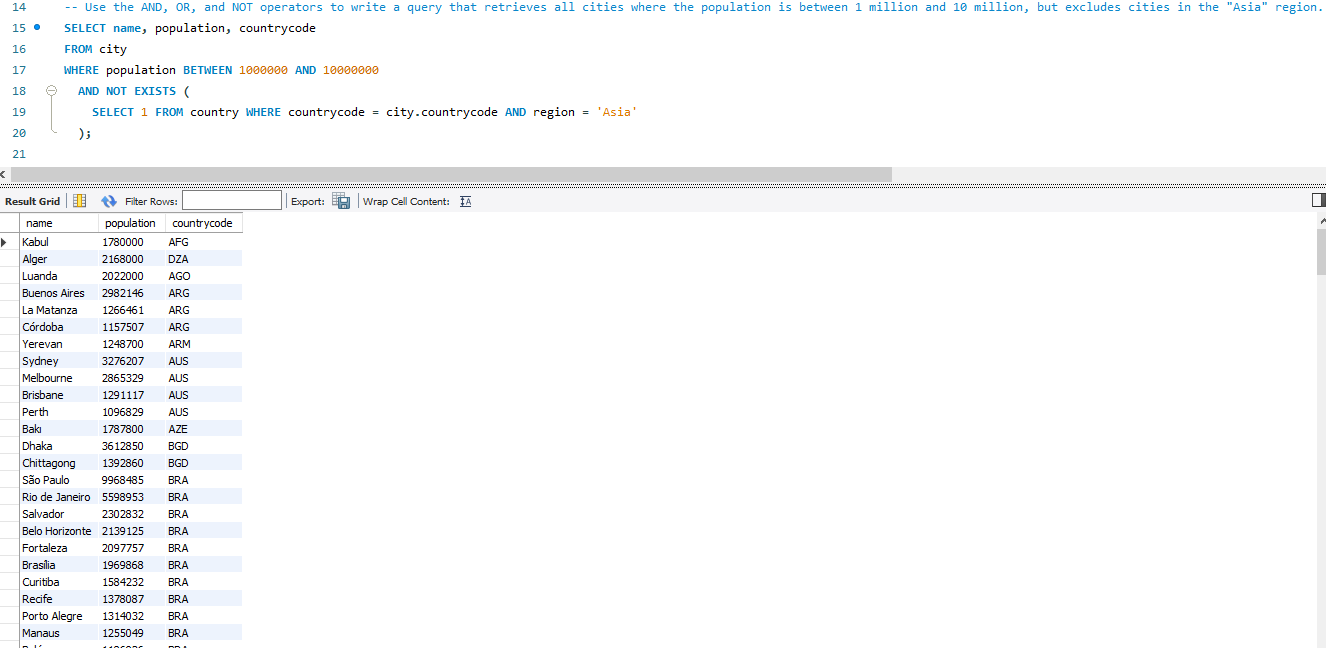 14 -- Use the AND, OR, and NOT operators to write a query that retrieves all cities where the population is between 1 million and 10 million, but excludes cities in the "Asia" region.
15 SELECT name, population, countrycode
16 FROM city
17 WHERE population BETWEEN 1000000 AND 10000000
18 AND NOT EXISTS (
19 SELECT 1 FROM country WHERE countrycode = city.countrycode AND region = 'Asia'
20 );
21
Result Grid Filter Rows: Export: Wrap Cell Content:
name population countrycode
Kabul 1780000 AFG
Alger 2168000 DZA
Luanda 2022000 AGO
Buenos Aires 2982146 ARG
La Matanza 1266461 ARG
Córdoba 1157507 ARG
Yerevan 1248700 ARM
Sydney 3276207 AUS
Melbourne 2865329 AUS
Brisbane 1291117 AUS
Perth 1096829 AUS
Bakı 1787800 AZE
Dhaka 3612850 BGD
Chittagong 1392860 BGD
São Paulo 9968485 BRA
Rio de Janeiro 5598953 BRA
Salvador 2302832 BRA
Belo Horizonte 2139125 BRA
Fortaleza 2097757 BRA
Brasília 1969868 BRA
Curitiba 1584232 BRA
Recife 1378087 BRA
Porto Alegre 1314032 BRA
Manaus 1255049 BRA